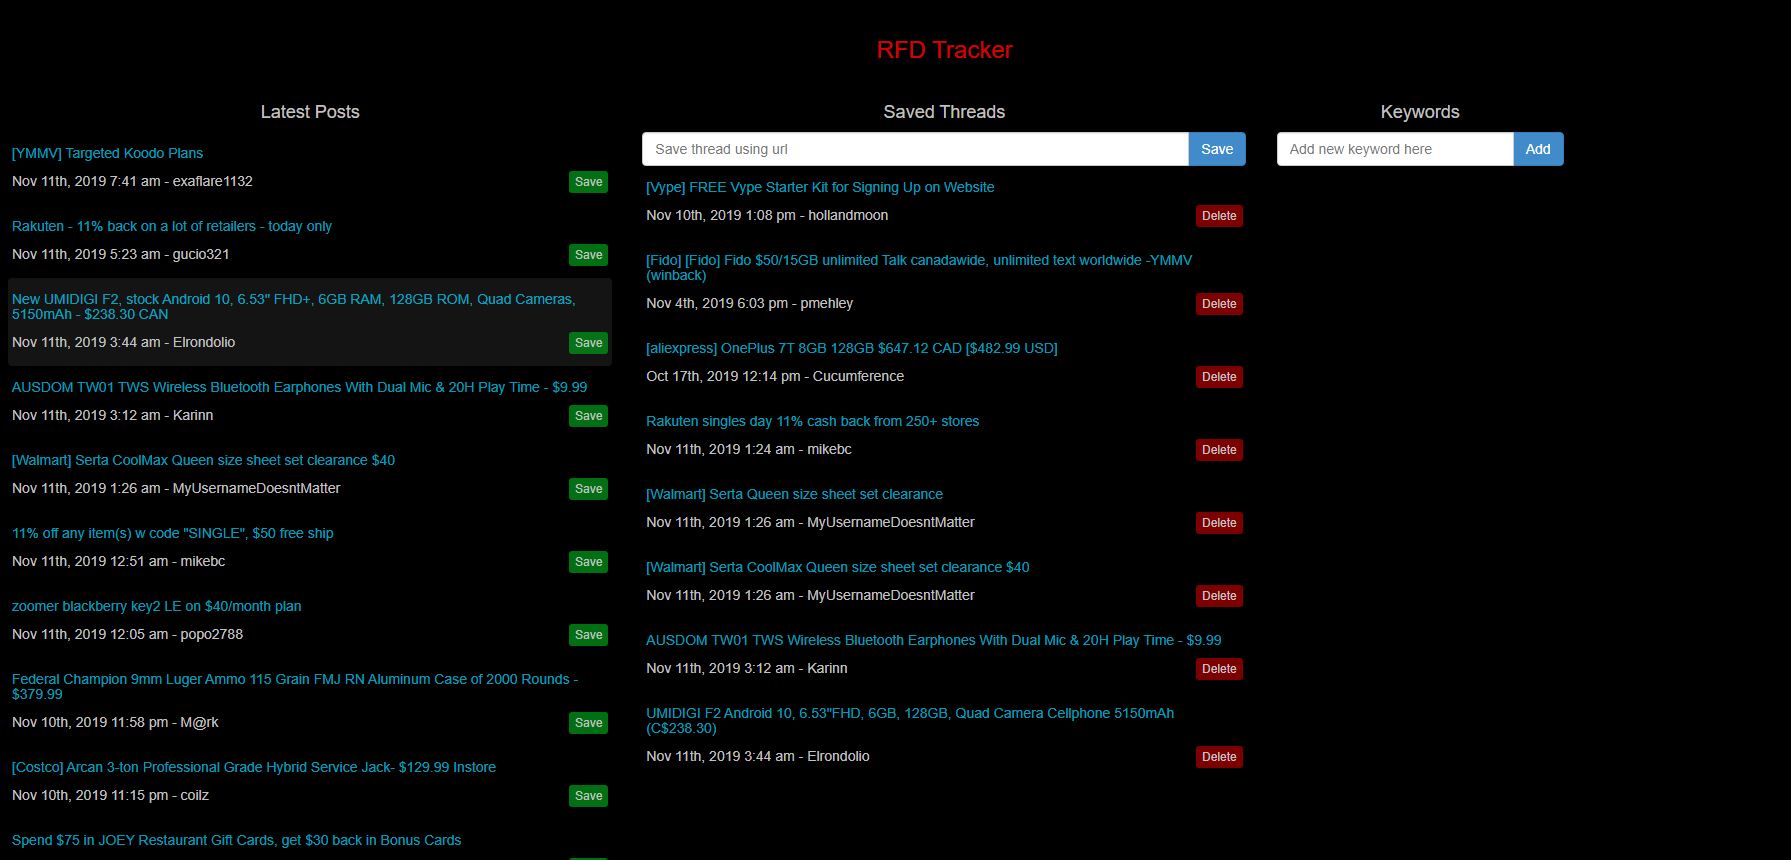 RFD Tracker
Latest Posts
[YMMV] Targeted Koodo Plans
Nov 11th, 2019 7:41 am - exaflare1132
Save
Rakuten - 11% back on a lot of retailers - today only
Nov 11th, 2019 5:23 am - gucio321
Save
New UMIDIGI F2, stock Android 10, 6.53" FHD+, 6GB RAM, 128GB ROM, Quad Cameras,
5150mAh - $238.30 CAN
Nov 11th, 2019 3:44 am - Elrondolio
Save
AUSDOM TW01 TWS Wireless Bluetooth Earphones With Dual Mic & 20H Play Time - $9.99
Nov 11th, 2019 3:12 am - Karinn
Save
[Walmart] Serta CoolMax Queen size sheet set clearance $40
Nov 11th, 2019 1:26 am - MyUsernameDoesntMatter
Save
11% off any item(s) w code "SINGLE", $50 free ship
Nov 11th, 2019 12:51 am - mikebc
Save
zoomer blackberry key2 LE on $40/month plan
Nov 11th, 2019 12:05 am - popo2788
Save
Federal Champion 9mm Luger Ammo 115 Grain FMJ RN Aluminum Case of 2000 Rounds -
$379.99
Nov 10th, 2019 11:58 pm - M@rk
Save
[Costco] Arcan 3-ton Professional Grade Hybrid Service Jack- $129.99 Instore
Nov 10th, 2019 11:15 pm - coilz
Save
Spend $75 in JOEY Restaurant Gift Cards, get $30 back in Bonus Cards
Saved Threads
Save thread using url
Save
[Vype] FREE Vype Starter Kit for Signing Up on Website
Nov 10th, 2019 1:08 pm - hollandmoon
Delete
[Fido] [Fido] Fido $50/15GB unlimited Talk canadawide, unlimited text worldwide -YMMV
(winback)
Nov 4th, 2019 6:03 pm - pmehley
Delete
[aliexpress] OnePlus 7T 8GB 128GB $647.12 CAD [$482.99 USD]
Oct 17th, 2019 12:14 pm - Cucumference
Delete
Rakuten singles day 11% cash back from 250+ stores
Nov 11th, 2019 1:24 am - mikebc
Delete
[Walmart] Serta Queen size sheet set clearance
Nov 11th, 2019 1:26 am - MyUsernameDoesntMatter
Delete
[Walmart] Serta CoolMax Queen size sheet set clearance $40
Nov 11th, 2019 1:26 am - MyUsernameDoesntMatter
Delete
AUSDOM TW01 TWS Wireless Bluetooth Earphones With Dual Mic & 20H Play Time - $9.99
Nov 11th, 2019 3:12 am - Karinn
Delete
UMIDIGI F2 Android 10, 6.53"FHD, 6GB, 128GB, Quad Camera Cellphone 5150mAh
(C$238.30)
Nov 11th, 2019 3:44 am - Elrondolio
Delete
Keywords
Add new keyword here
Add